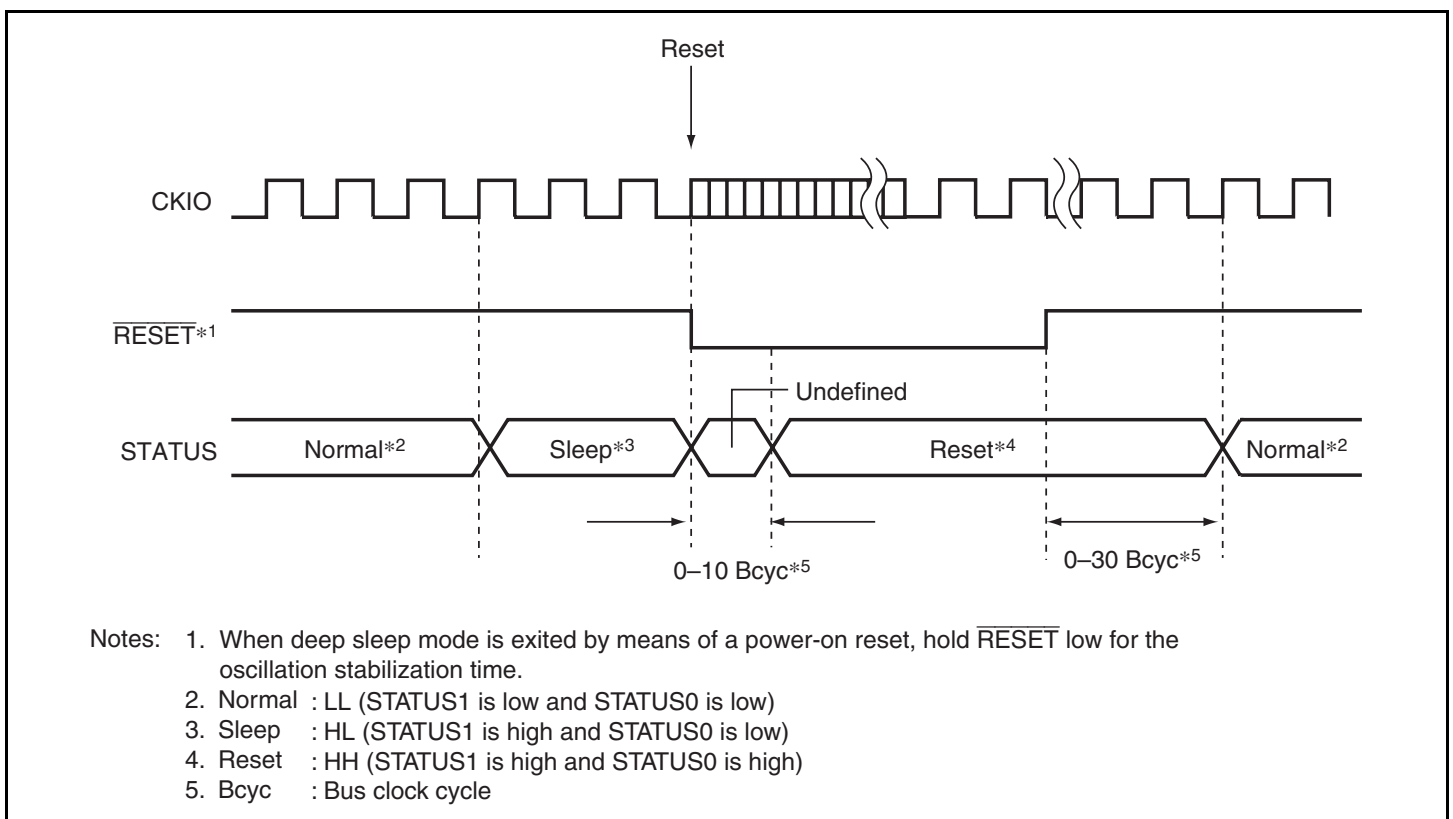 Reset
CKIO
RESET*1
Undefined
STATUS
Normal*2
Sleep*3
Reset*4
Normal*2
0–10 Bcyc*5
0–30 Bcyc*5
Notes: 1. When deep sleep mode is exited by means of a power-on reset, hold RESET low for the
oscillation stabilization time.
2. Normal : LL (STATUS1 is low and STATUS0 is low)
3. Sleep : HL (STATUS1 is high and STATUS0 is low)
4. Reset : HH (STATUS1 is high and STATUS0 is high)
5. Bcyc : Bus clock cycle